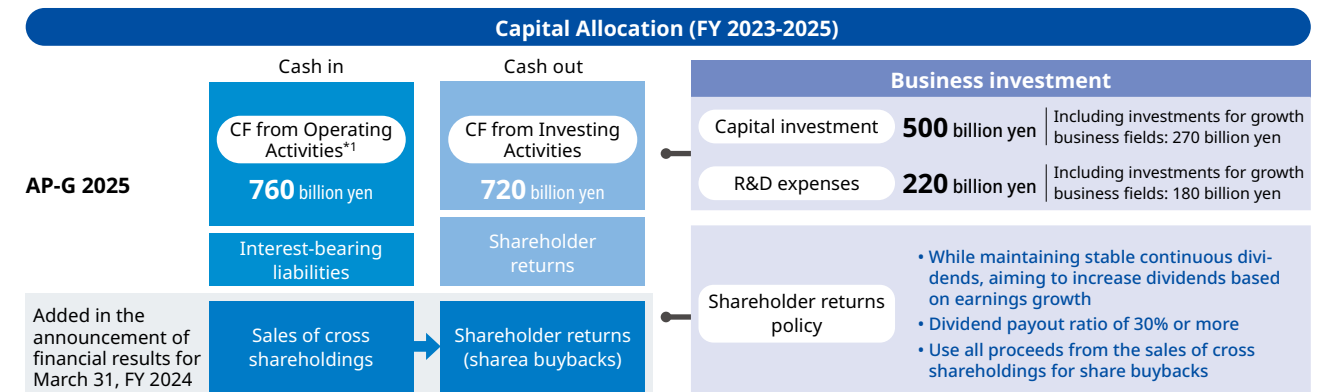 Capital Allocation (FY 2023-2025)
Cash in
Cash out
AP-G 2025
CF from Operating
Activities*1
760 billion yen
CF from Investing
Activities
720 billion yen
Interest-bearing
liabilities
Shareholder
returns
Added in the
announcement of
financial results for
March 31, FY 2024
Sales of cross
shareholdings
Shareholder returns
(sharea buybacks)
Business investment
Capital investment
500 billion yen
Including investments for growth
business fields: 270 billion yen
R&D expenses
220 billion yen
Including investments for growth
business fields: 180 billion yen
Shareholder returns
policy
• While maintaining stable continuous divi-
dends, aiming to increase dividends based
on earnings growth
• Dividend payout ratio of 30% or more
• Use all proceeds from the sales of cross
shareholdings for share buybacks